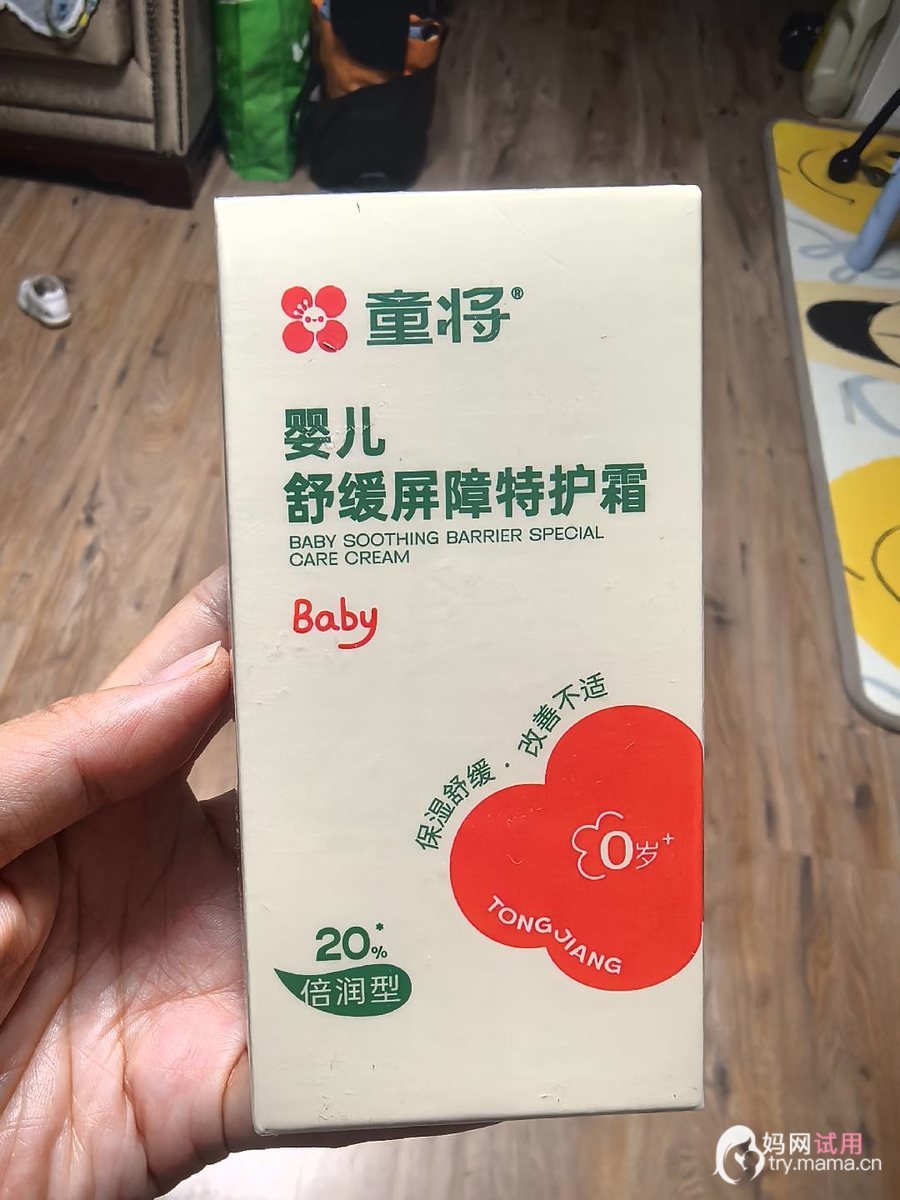 童将®
婴儿
舒缓屏障特护霜
BABY SOOTHING BARRIER SPECIAL
CARE CREAM
Baby
保湿舒缓·改善不适
0岁+
TONGJIANG
20%*
倍润型
妈网试用
try.mama.cn